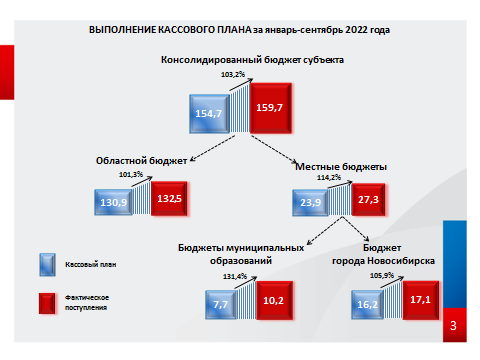 ВЫПОЛНЕНИЕ КАССОВОГО ПЛАНА за январь-сентябрь 2022 года
Консолидированный бюджет субъекта
103,2%
154,7
159,7
Областной бюджет
101,3%
130,9
132,5
Местные бюджеты
114,2%
23,9
27,3
Бюджеты муниципальных
образований
131,4%
7,7
10,2
Бюджет
города Новосибирска
105,9%
16,2
17,1
Кассовый план
Фактическое
поступления
3